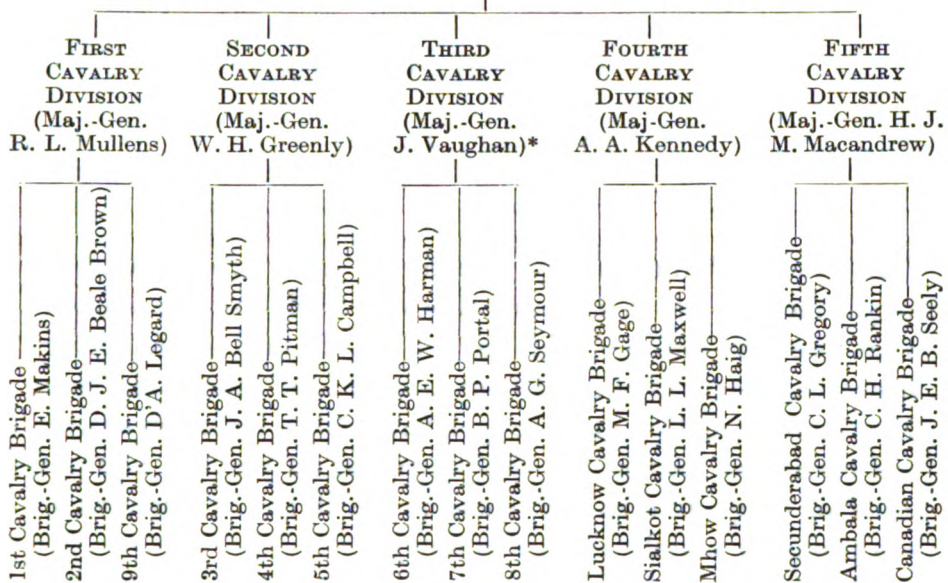 FIRST
CAVALRY
DIVISION
(Maj.-Gen.
R. L. Mullens)
1st Cavalry Brigade
(Brig.-Gen. E. Makins)
2nd Cavalry Brigade
(Brig.-Gen. D. J. E. Beale Brown)
9th Cavalry Brigade
(Brig.-Gen. D'A. Legard)
SECOND
CAVALRY
DIVISION
(Maj.-Gen.
W. H. Greenly)
3rd Cavalry Brigade
(Brig.-Gen. J. A. Bell Smyth)
4th Cavalry Brigade
(Brig.-Gen. T. T. Pitman)
5th Cavalry Brigade
(Brig.-Gen. C. K. L. Campbell)
THIRD
CAVALRY
DIVISION
(Maj.-Gen.
J. Vaughan)*
6th Cavalry Brigade
(Brig.-Gen. A. E. W. Harman)
7th Cavalry Brigade
(Brig.-Gen. B. P. Portal)
8th Cavalry Brigade
(Brig.-Gen. A. G. Seymour)
FOURTH
CAVALRY
DIVISION
(Maj-Gen.
A. A. Kennedy)
Lucknow Cavalry Brigade
(Brig.-Gen. M. F. Gage)
Sialkot Cavalry Brigade
(Brig.-Gen. L. L. Maxwell)
Mhow Cavalry Brigade
(Brig.-Gen. N. Haig)
FIFTH
CAVALRY
DIVISION
(Maj.-Gen. H. J.
M. Macandrew)
Secunderabad Cavalry Brigade
(Brig.-Gen. C. L. Gregory)
Ambala Cavalry Brigade
(Brig.-Gen. C. H. Rankin)
Canadian Cavalry Brigade
(Brig.-Gen. J. E. B. Seely)